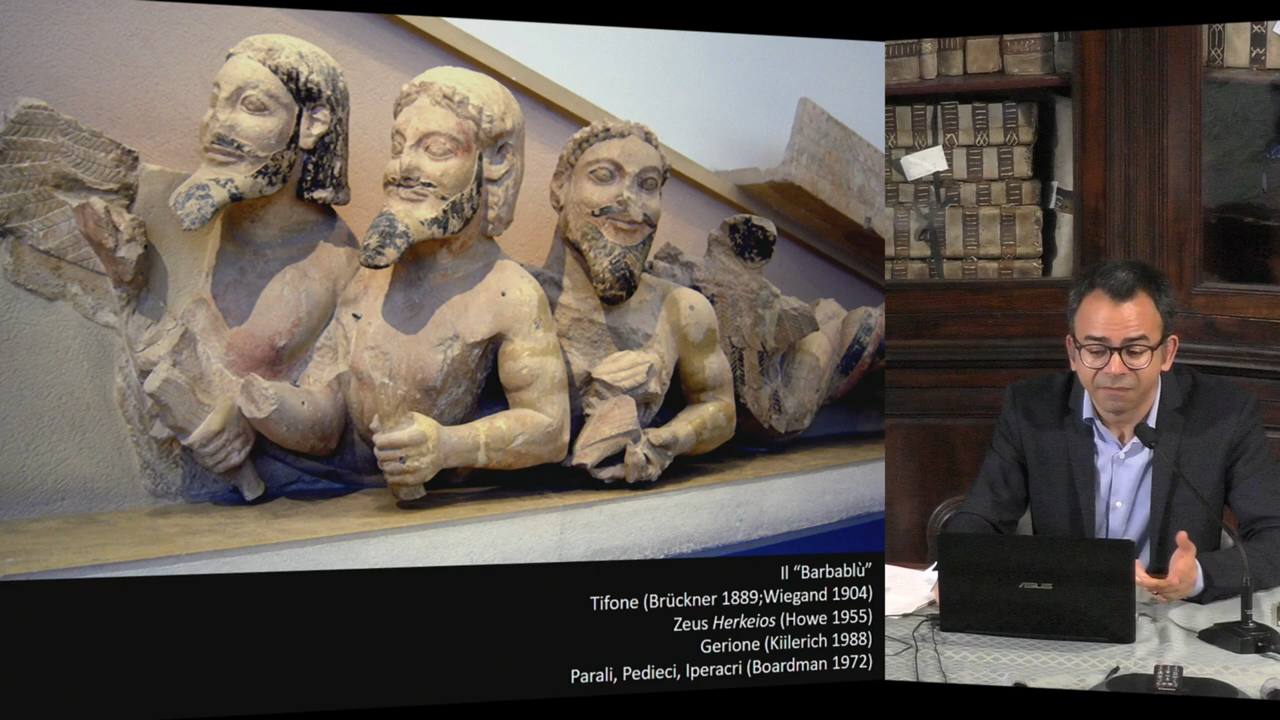 Il “Barbablù”
Tifone (Brückner 1889;Wiegand 1904)
Zeus Herkeios (Howe 1955)
Gerione (Kiilerich 1988)
Parali, Pedieci, Iperacri (Boardman 1972)
ASUS